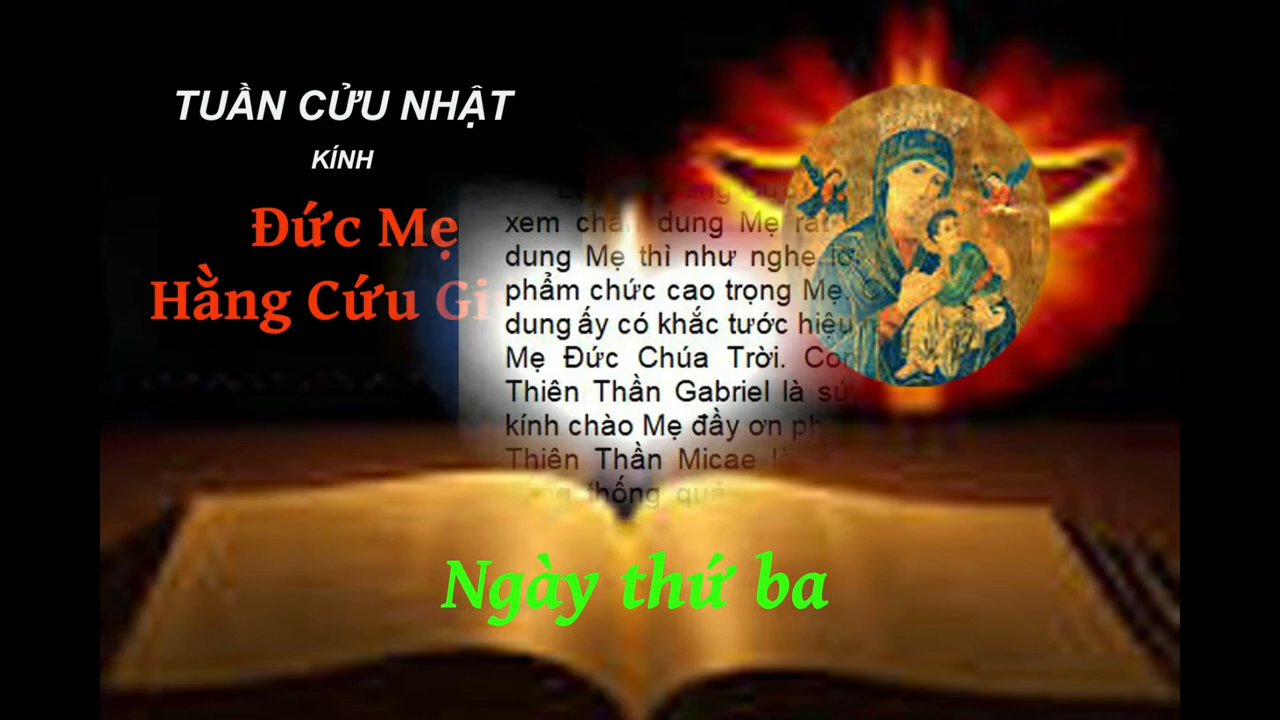 TUẦN CỬU NHẬT
KÍNH
Đức Mẹ
Hằng Cứu Gi
xem dung Mẹ
dung Mẹ thì như nghe
phẩm chức cao trọng Mẹ.
dung ấy có khắc tước hiệu
Mẹ Đức Chúa Trời.
Thiên Thần Gabriel là
kính chào Mẹ đầy ơn
Thiên Thần Micae
thống
Ngày thứ ba